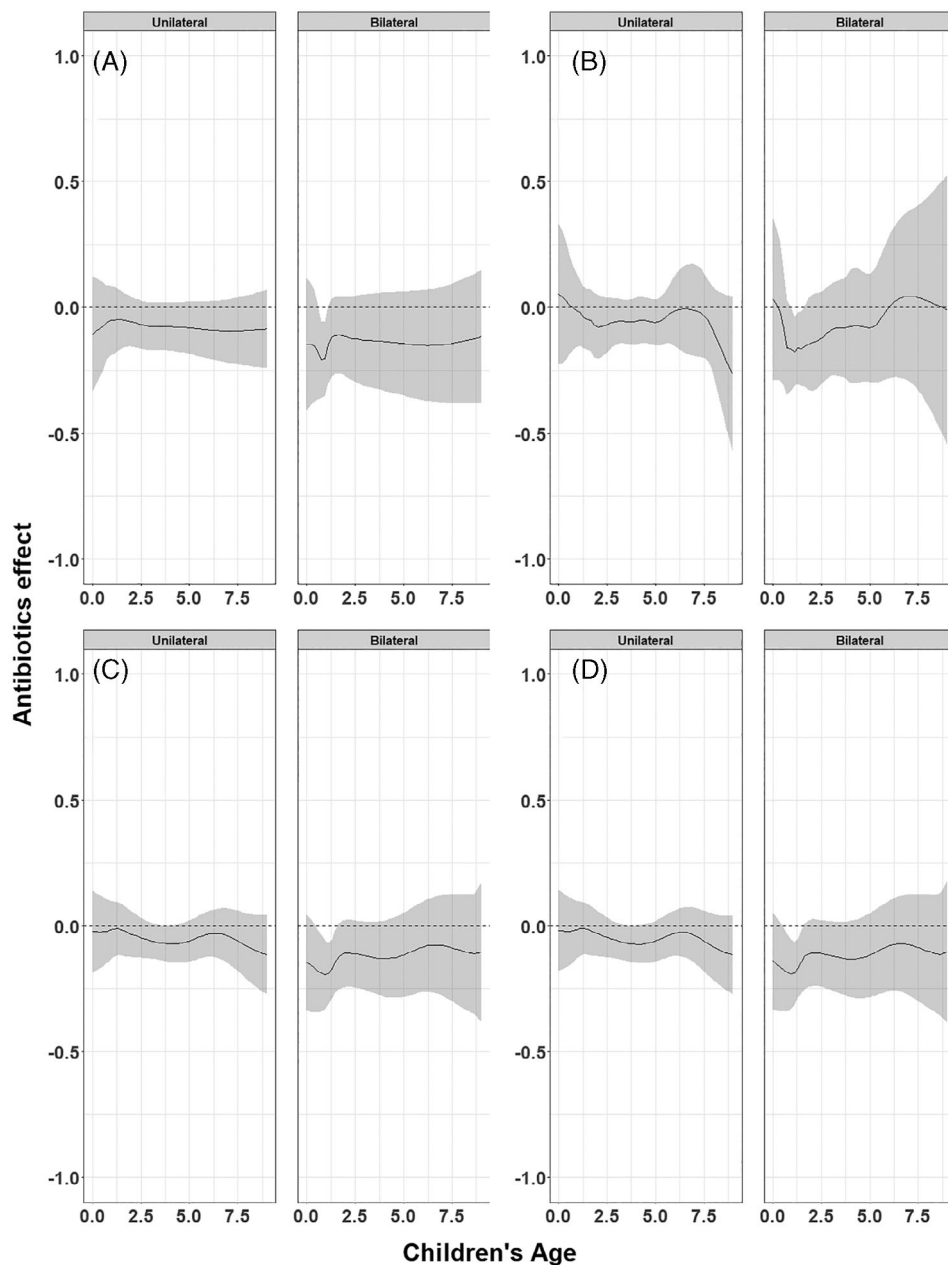 Unilateral Bilateral Unilateral Bilateral
(A) (B)
1.0 1.0
0.5 0.5
0.0 0.0
-0.5 -0.5
-1.0 -1.0
0.0 2.5 5.0 7.5 0.0 2.5 5.0 7.5 0.0 2.5 5.0 7.5 0.0 2.5 5.0 7.5
Antibiotics effect
Unilateral Bilateral Unilateral Bilateral
(C) (D)
1.0 1.0
0.5 0.5
0.0 0.0
-0.5 -0.5
-1.0 -1.0
0.0 2.5 5.0 7.5 0.0 2.5 5.0 7.5 0.0 2.5 5.0 7.5 0.0 2.5 5.0 7.5
Children's Age